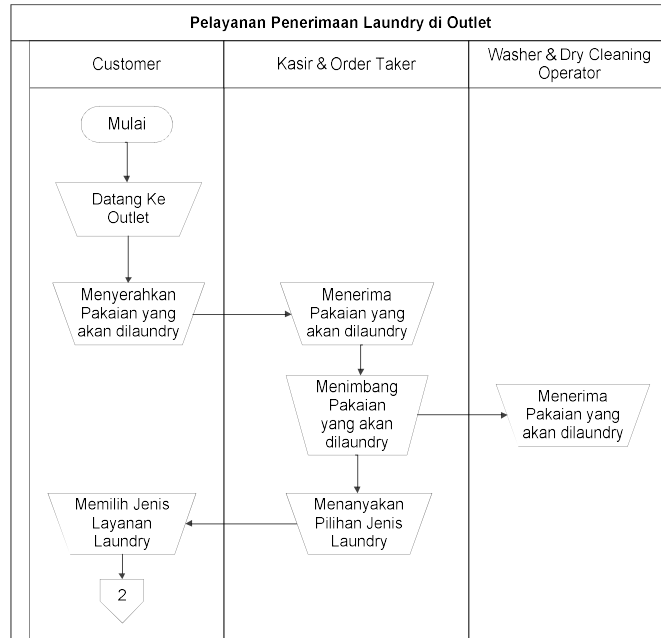 Pelayanan Penerimaan Laundry di Outlet
Customer
Kasir & Order Taker
Washer & Dry Cleaning
Operator
Mulai
Datang Ke
Outlet
Menyerahkan
Pakaian yang
akan dilaundry
Menerima
Pakaian yang
akan dilaundry
Menimbang
Pakaian
yang akan
dilaundry
Menerima
Pakaian yang
akan dilaundry
Menanyakan
Pilihan Jenis
Laundry
Memilih Jenis
Layanan
Laundry
2